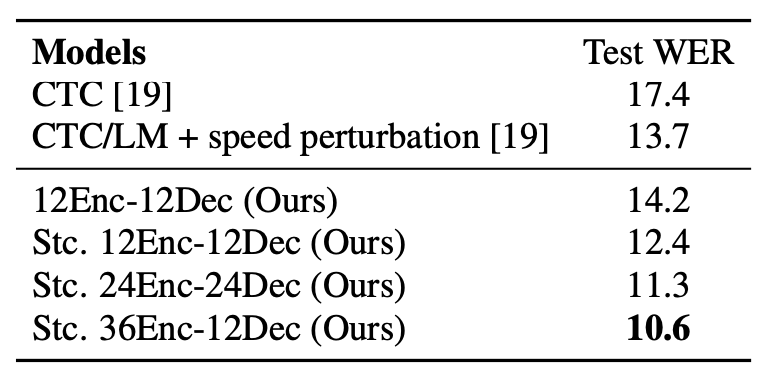 Models Test WER
CTC [19] 17.4
CTC/LM + speed perturbation [19] 13.7
12Enc-12Dec (Ours) 14.2
Stc. 12Enc-12Dec (Ours) 12.4
Stc. 24Enc-24Dec (Ours) 11.3
Stc. 36Enc-12Dec (Ours) 10.6